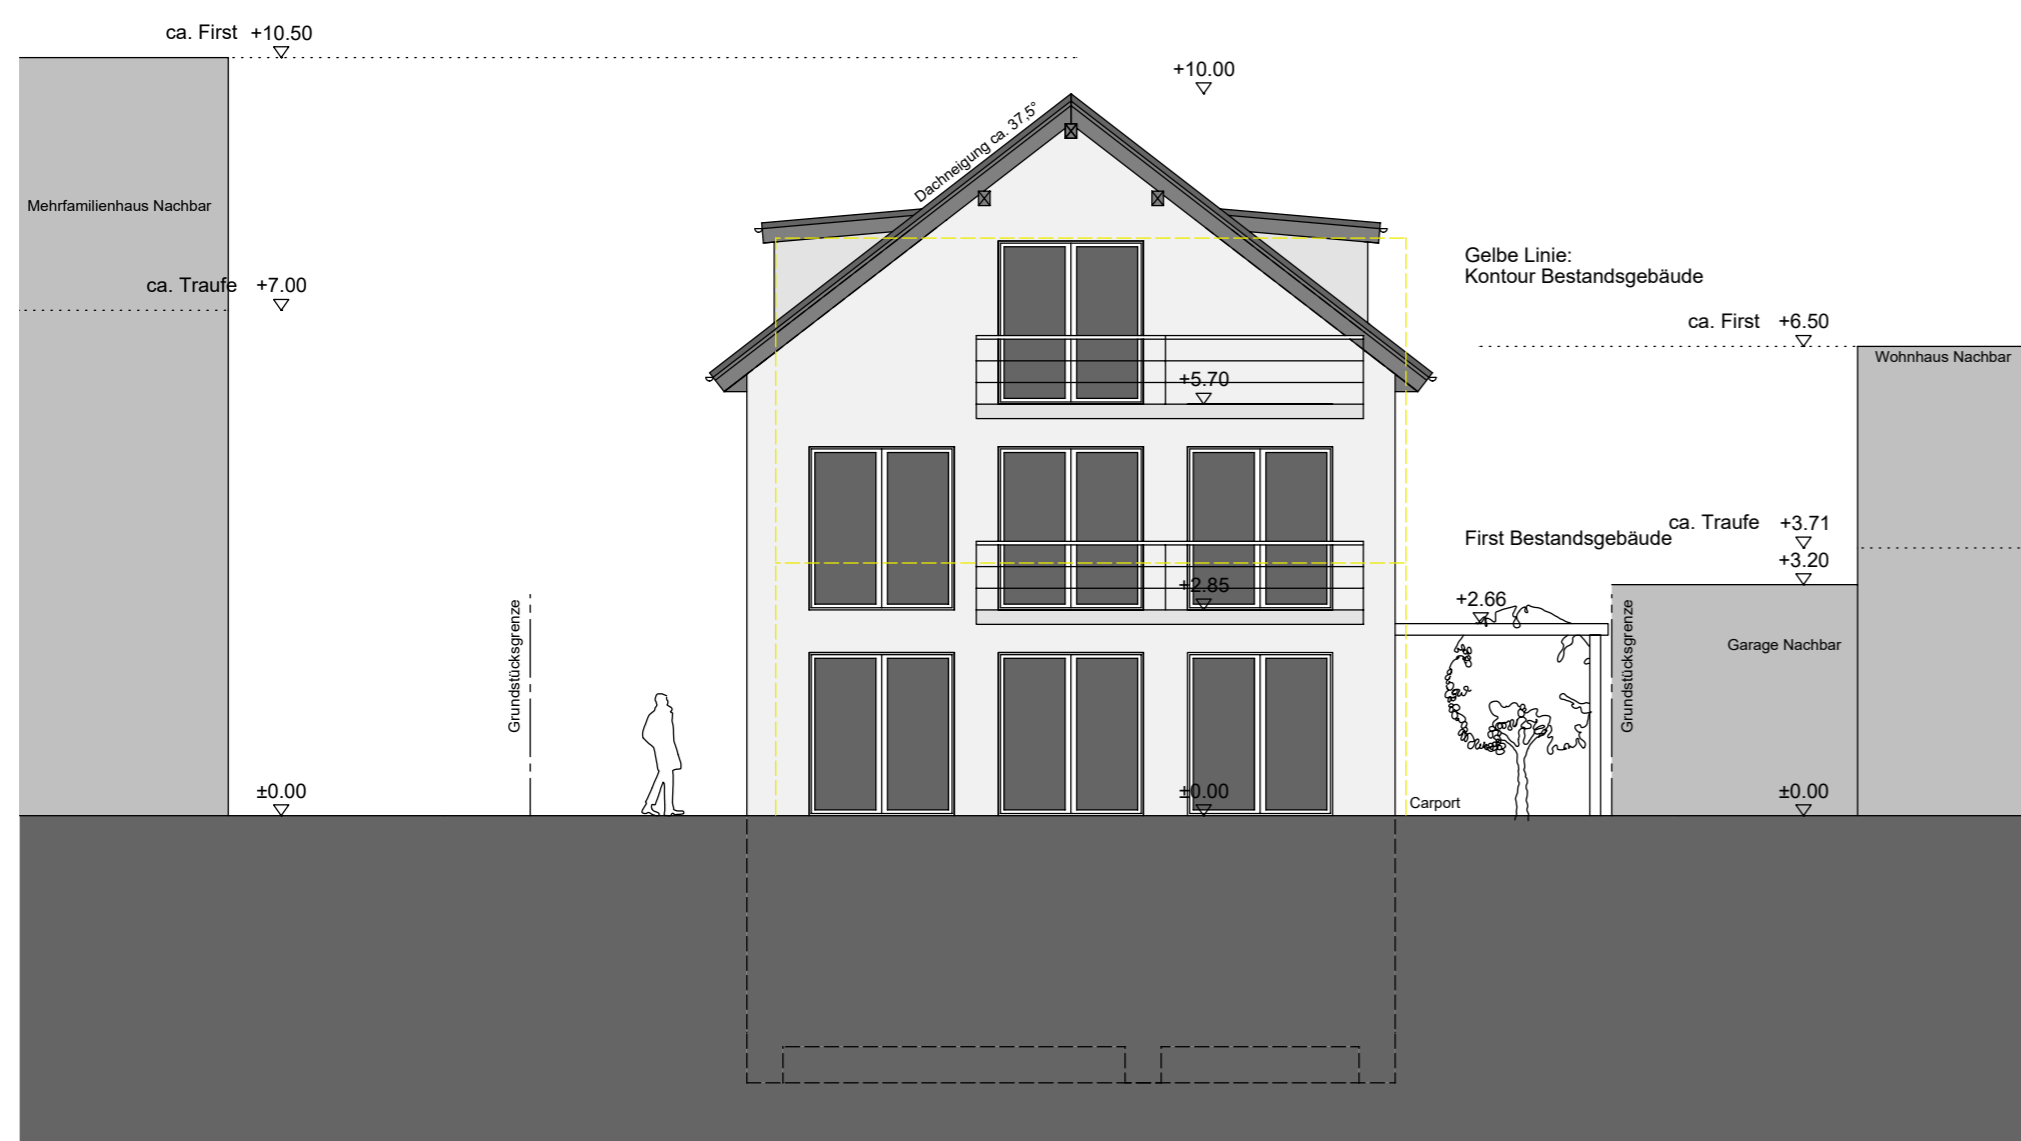 ca. First +10.50
+10.00
Dachneigung ca. 37,5°
Mehrfamilienhaus Nachbar
Gelbe Linie:
Kontour Bestandsgebäude
ca. Traufe +7.00
ca. First +6.50
Wohnhaus Nachbar
+5.70
ca. Traufe +3.71
First Bestandsgebäude
+3.20
+2.85
+2.66
Grundstücksgrenze
Grundstücksgrenze
Garage Nachbar
±0.00
±0.00
Carport
±0.00